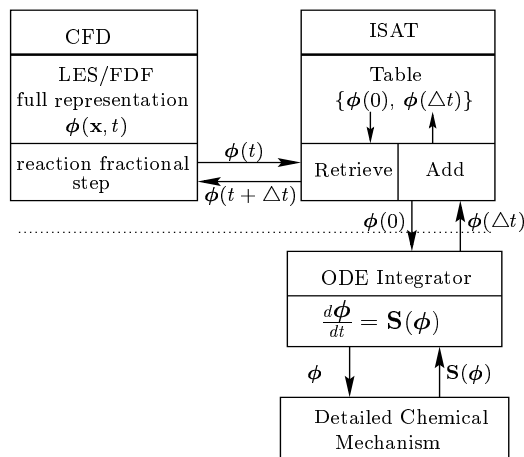 CFD
LES/FDF
full representation
ϕ(x, t)
reaction fractional
step
ϕ(t)
ϕ(t + △t)
ISAT
Table
{ϕ(0), ϕ(△t)}
Retrieve
Add
ϕ(0)
ϕ(△t)
ODE Integrator
dϕ/dt = S(ϕ)
ϕ
S(ϕ)
Detailed Chemical
Mechanism